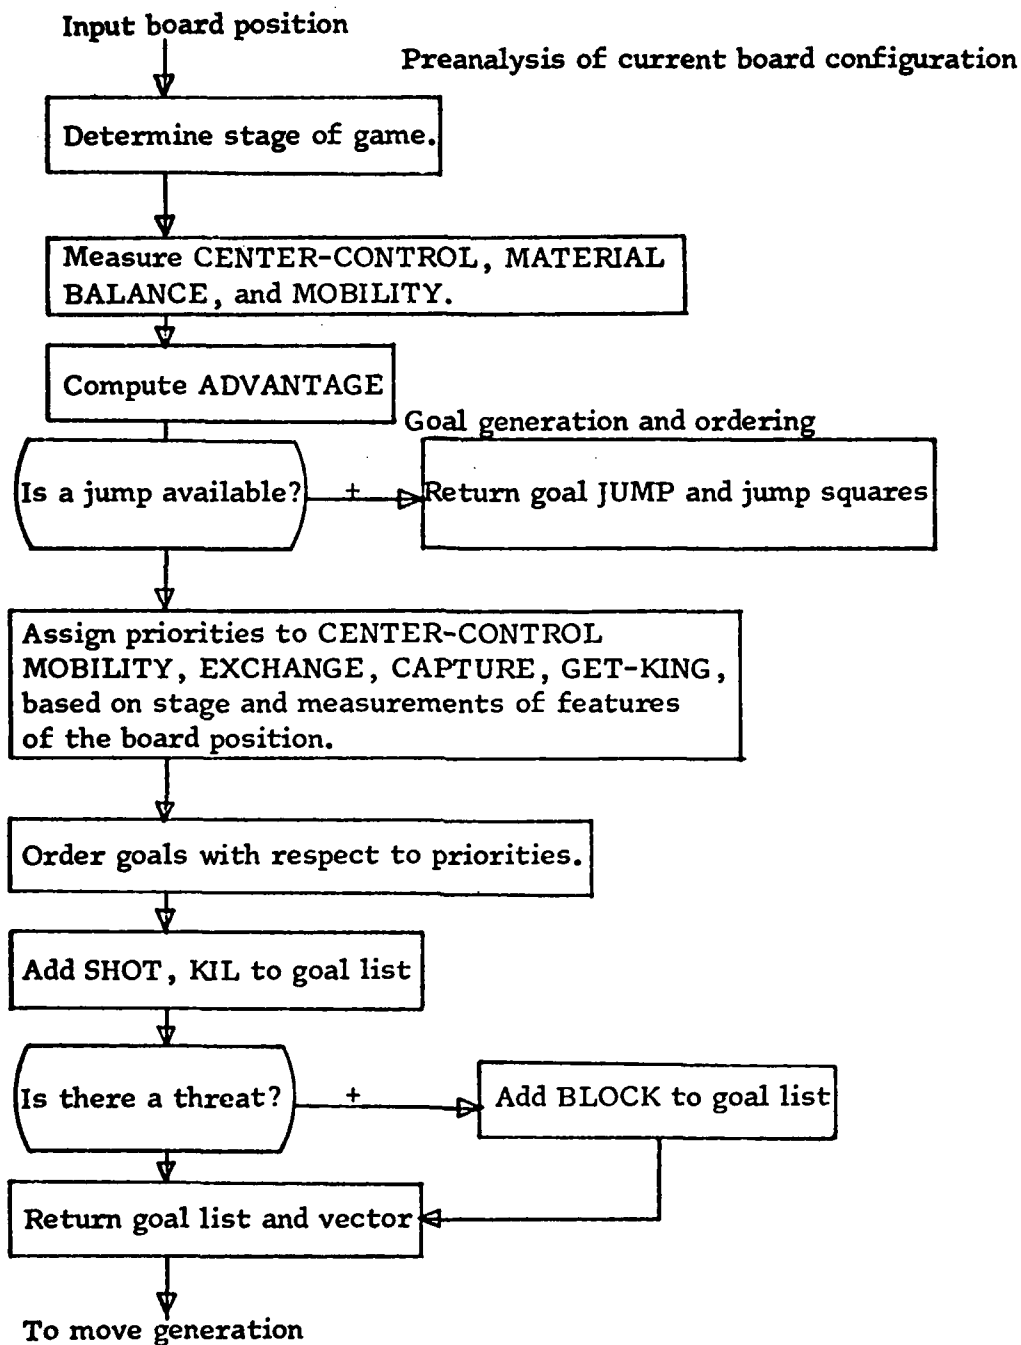 Input board position
Preanalysis of current board configuration
Determine stage of game.
Measure CENTER-CONTROL, MATERIAL
BALANCE, and MOBILITY.
Compute ADVANTAGE
Goal generation and ordering
Is a jump available?
+
Return goal JUMP and jump squares
Assign priorities to CENTER-CONTROL
MOBILITY, EXCHANGE, CAPTURE, GET-KING,
based on stage and measurements of features
of the board position.
Order goals with respect to priorities.
Add SHOT, KIL to goal list
Is there a threat?
+
Add BLOCK to goal list
Return goal list and vector
To move generation